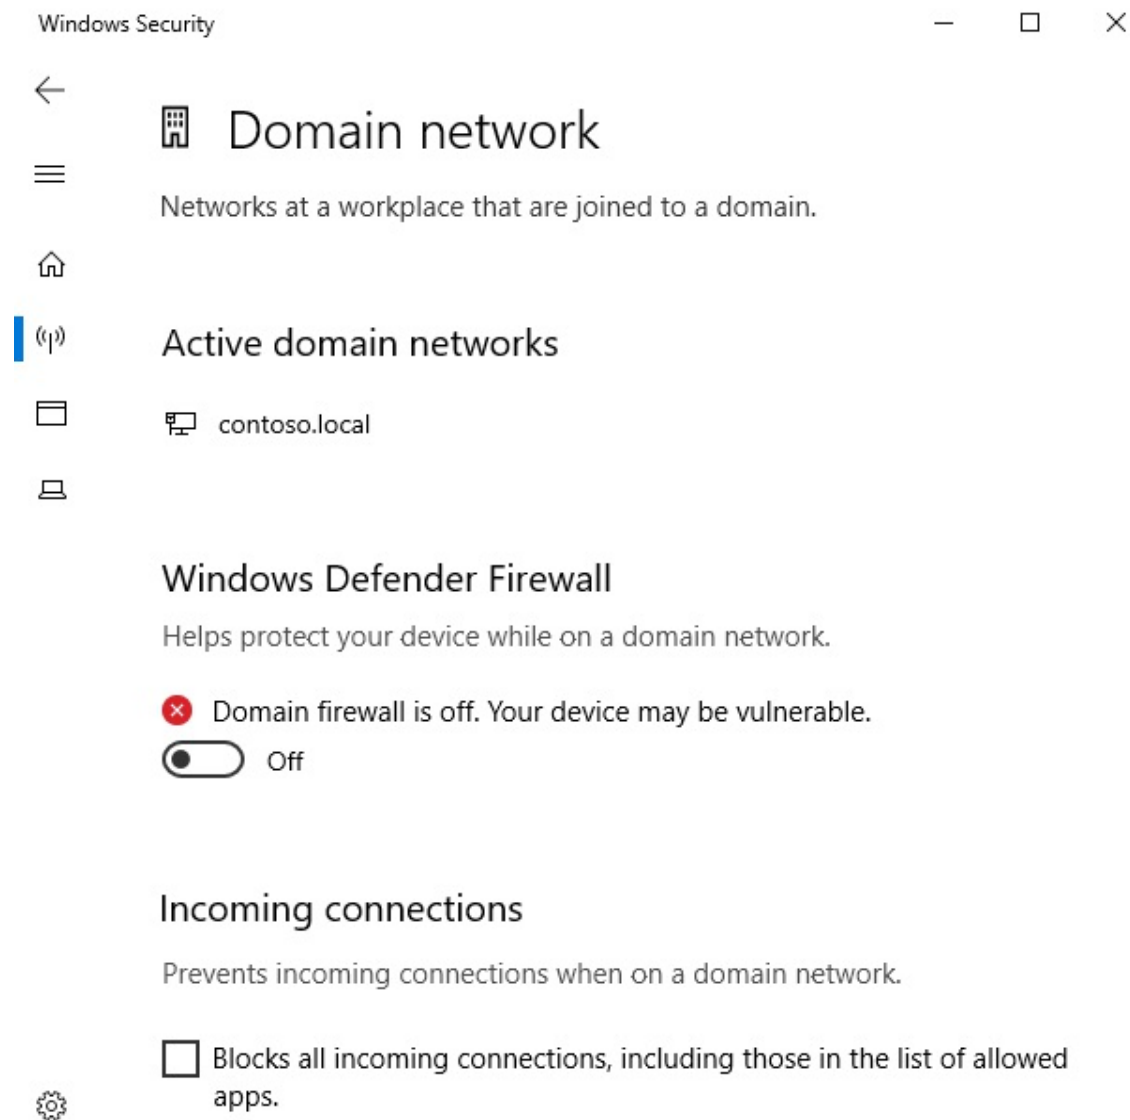 Windows Security
Domain network
Networks at a workplace that are joined to a domain.
Active domain networks
contoso.local
Windows Defender Firewall
Helps protect your device while on a domain network.
Domain firewall is off. Your device may be vulnerable.
Off
Incoming connections
Prevents incoming connections when on a domain network.
Blocks all incoming connections, including those in the list of allowed
apps.